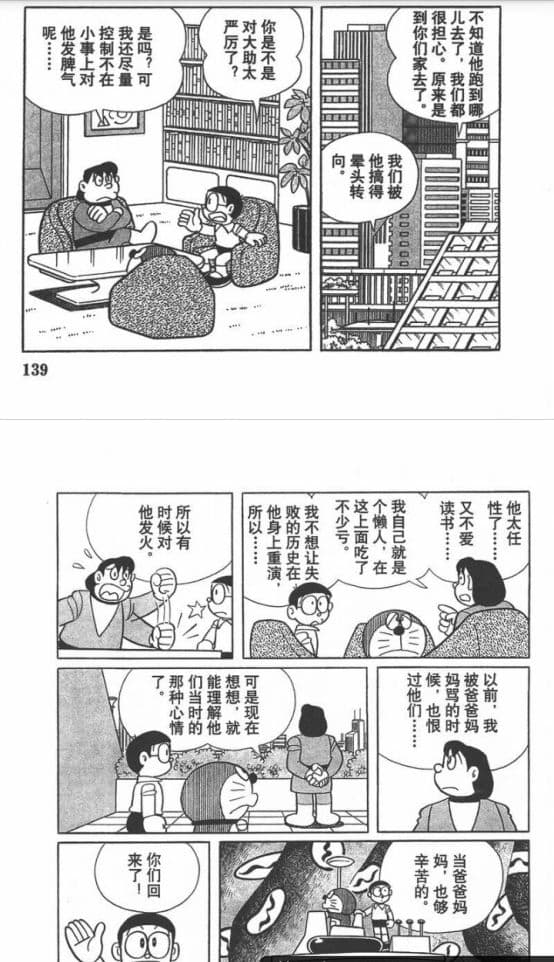 不知道他跑到哪
儿去了，我们都
很担心。原来是
到你们家去了。
我们被
他搞得
晕头转
向。
你是不是
对大助太
严厉了？
是吗？可
我还尽量
控制不在
小事上对
他发脾气
呢……
139
他太任
性了……
又不爱
读书……
我自己就是
个懒人，在
这上面吃了
不少亏。
我不想让失
败的历史在
他身上重演，
所以……
所以有
时候对
他发火。
以前，我
被爸爸妈
妈骂的时
候，也恨
过他们……
可是现在
想想，就
能理解他
们当时的
那种心情
了。
当爸爸妈
妈，也够
辛苦的。
你们回
来了！